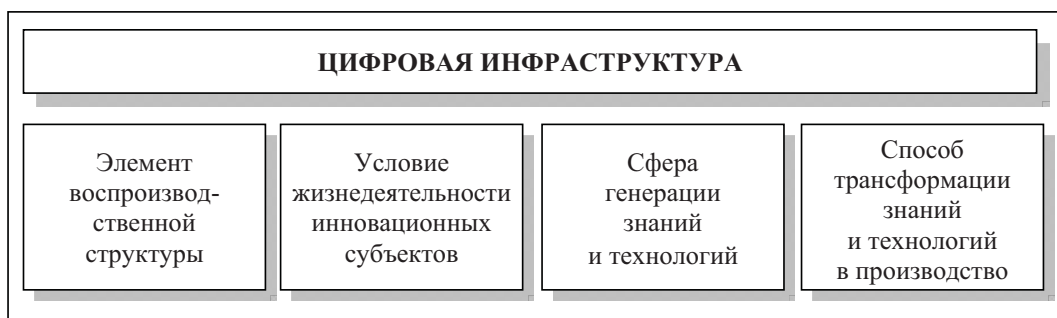 ЦИФРОВАЯ ИНФРАСТРУКТУРА
Элемент
воспроизвод-
ственной
структуры
Условие
жизнедеятельности
инновационных
субъектов
Сфера
генерации
знаний
и технологий
Способ
трансформации
знаний
и технологий
в производство